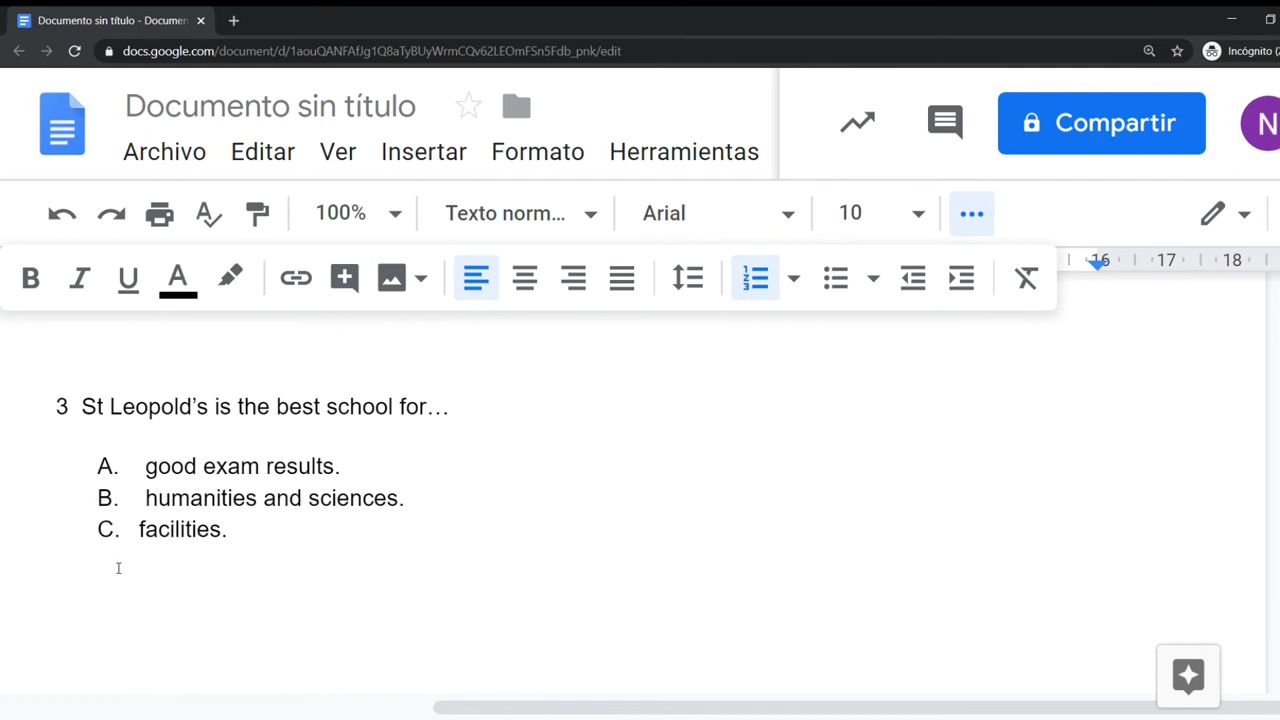 Documento sin título - Documen
docs.google.com/document/d/1aouQANFAfJg1Q8aTyBUyWrmCQv62LEOmFSn5Fdb_pnk/edit
Incógnito (2
Documento sin título
Archivo Editar Ver Insertar Formato Herramientas
Compartir
N
100% Texto norm... Arial 10
16 17 18
3 St Leopold’s is the best school for…
A. good exam results.
B. humanities and sciences.
C. facilities.